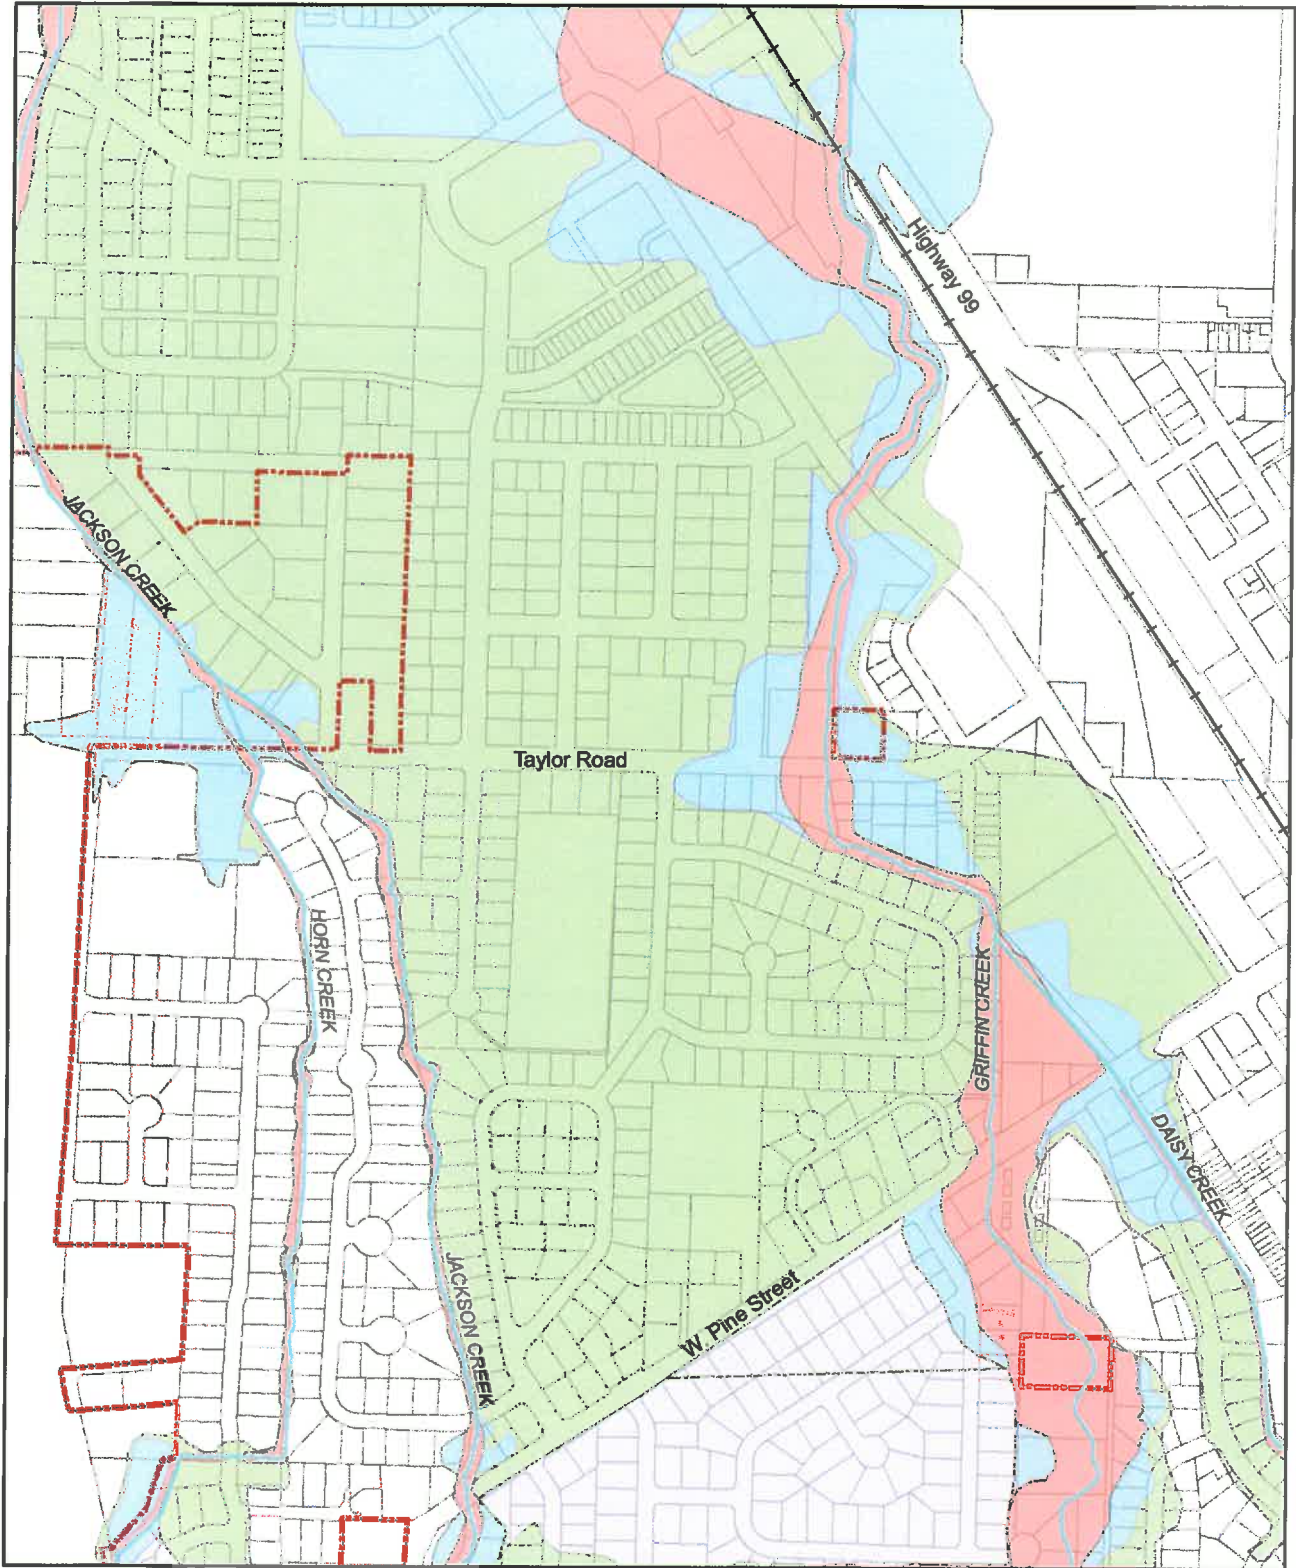 Highway 99
JACKSON CREEK
Taylor Road
HORN CREEK
GRIFFIN CREEK
DAISY CREEK
JACKSON CREEK
W. Pine Street